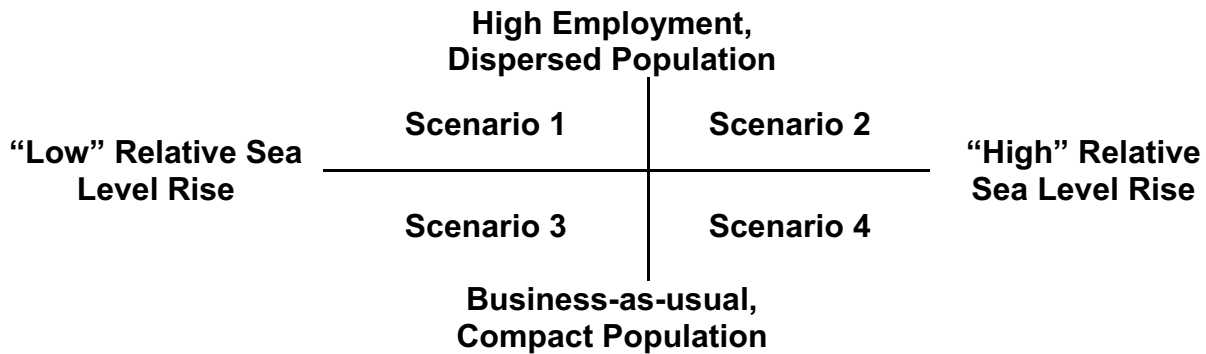 High Employment,
Dispersed Population
Scenario 1
Scenario 2
“Low” Relative Sea
Level Rise
“High” Relative
Sea Level Rise
Scenario 3
Scenario 4
Business-as-usual,
Compact Population